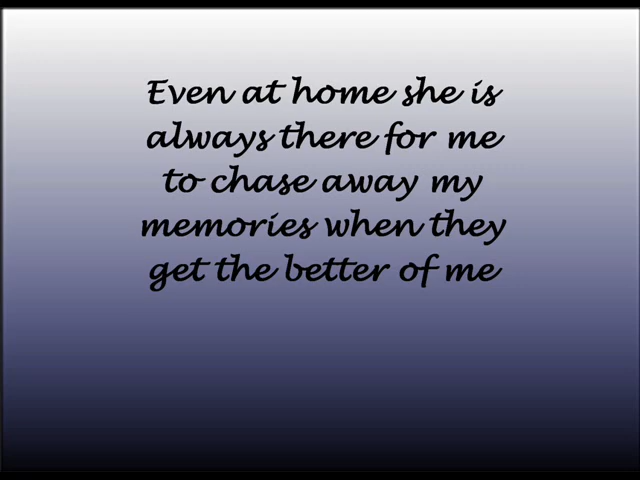 Even at home she is
always there for me
to chase away my
memories when they
get the better of me